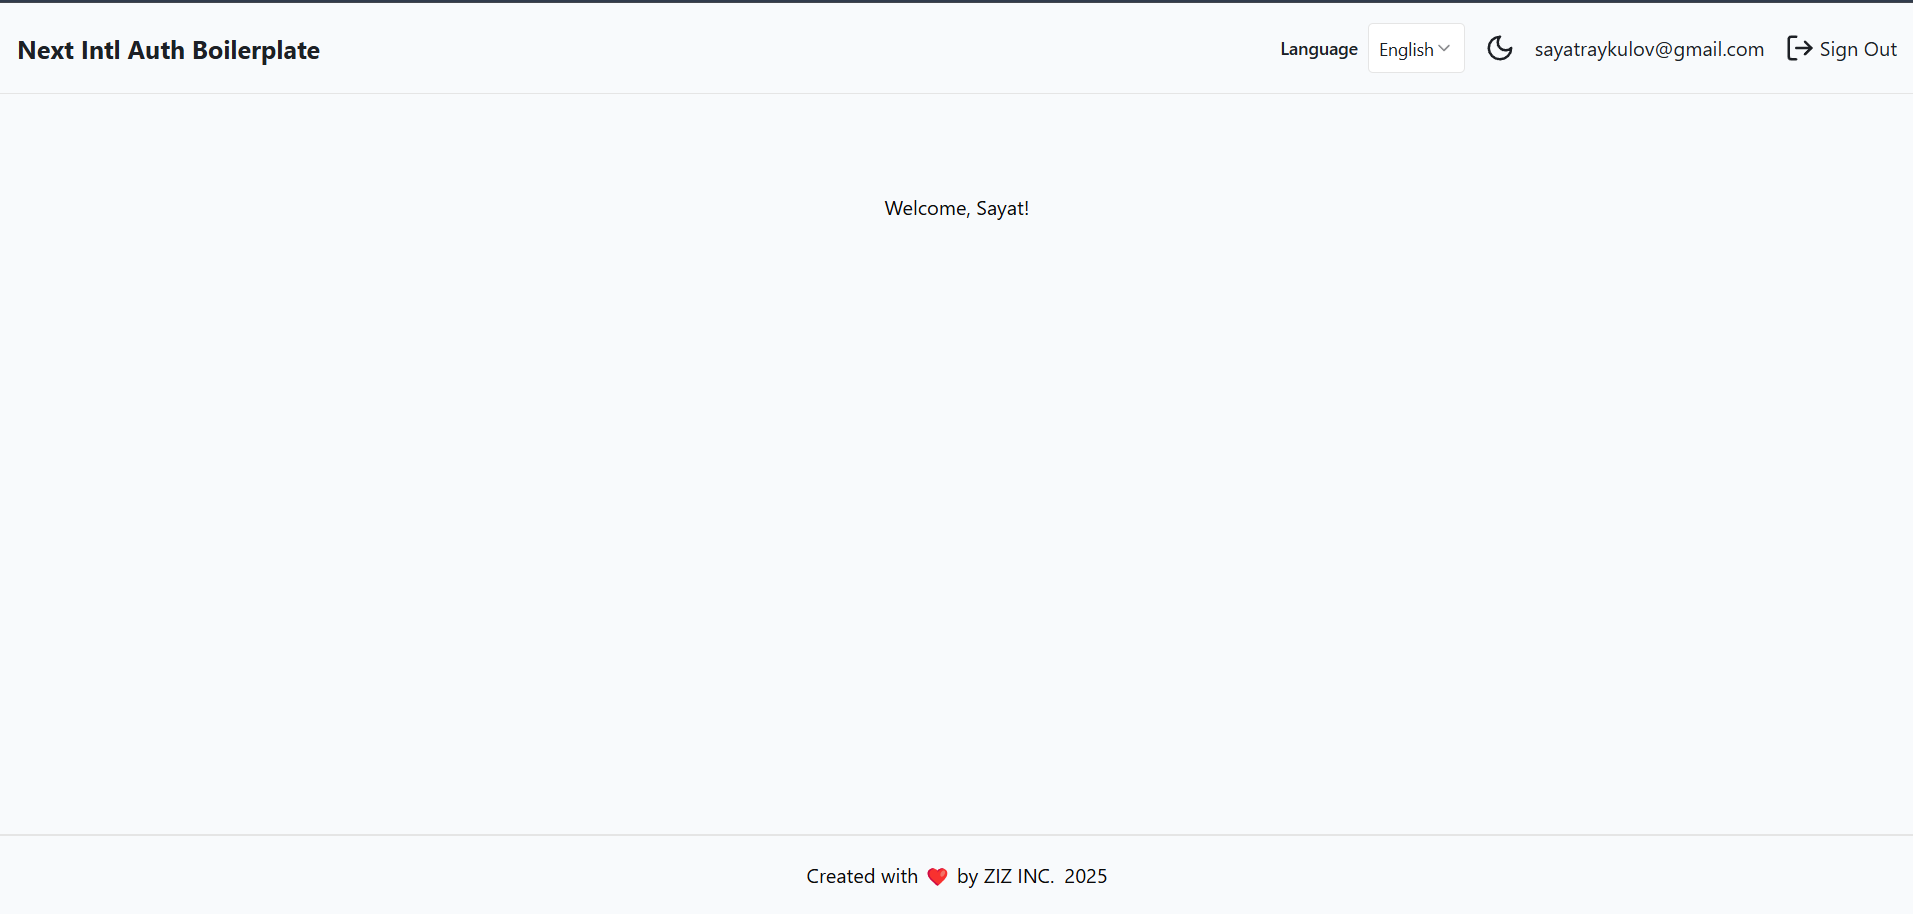 Next Intl Auth Boilerplate
Language English sayatraykulov@gmail.com Sign Out
Welcome, Sayat!
Created with ❤️ by ZIZ INC. 2025